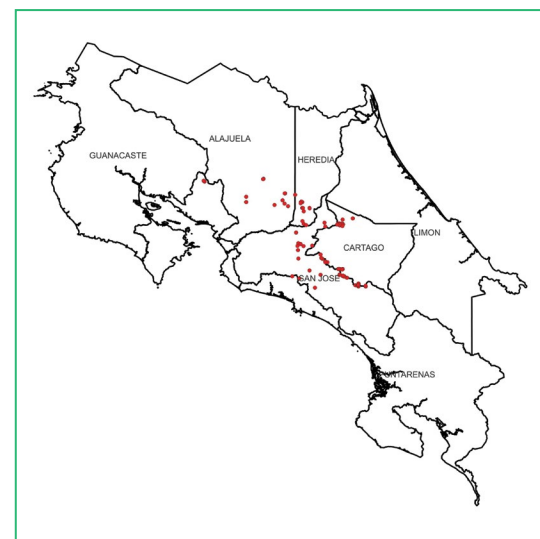 ALAJUELA
GUANACASTE
HEREDIA
LIMON
CARTAGO
SAN JOSE
PUNTARENAS